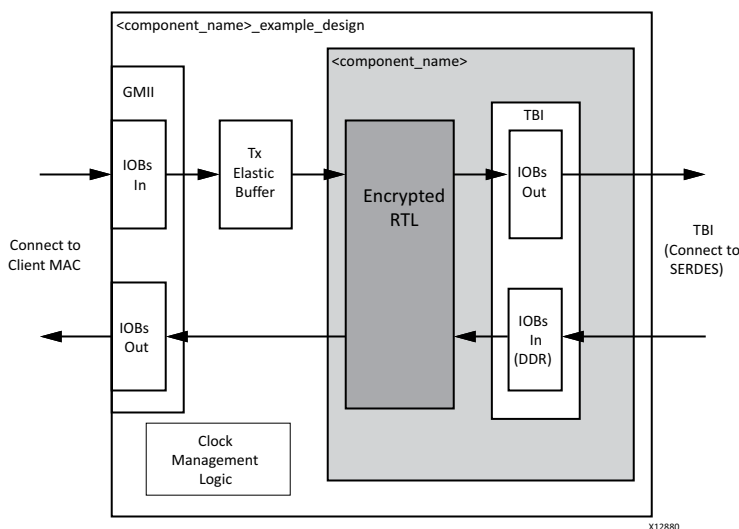 <component_name>_example_design
<component_name>
GMII
TBI
IOBs
In
Tx
Elastic
Buffer
Encrypted
RTL
IOBs
Out
Connect to
Client MAC
TBI
(Connect to
SERDES)
IOBs
Out
IOBs
In
(DDR)
Clock
Management
Logic
X12880